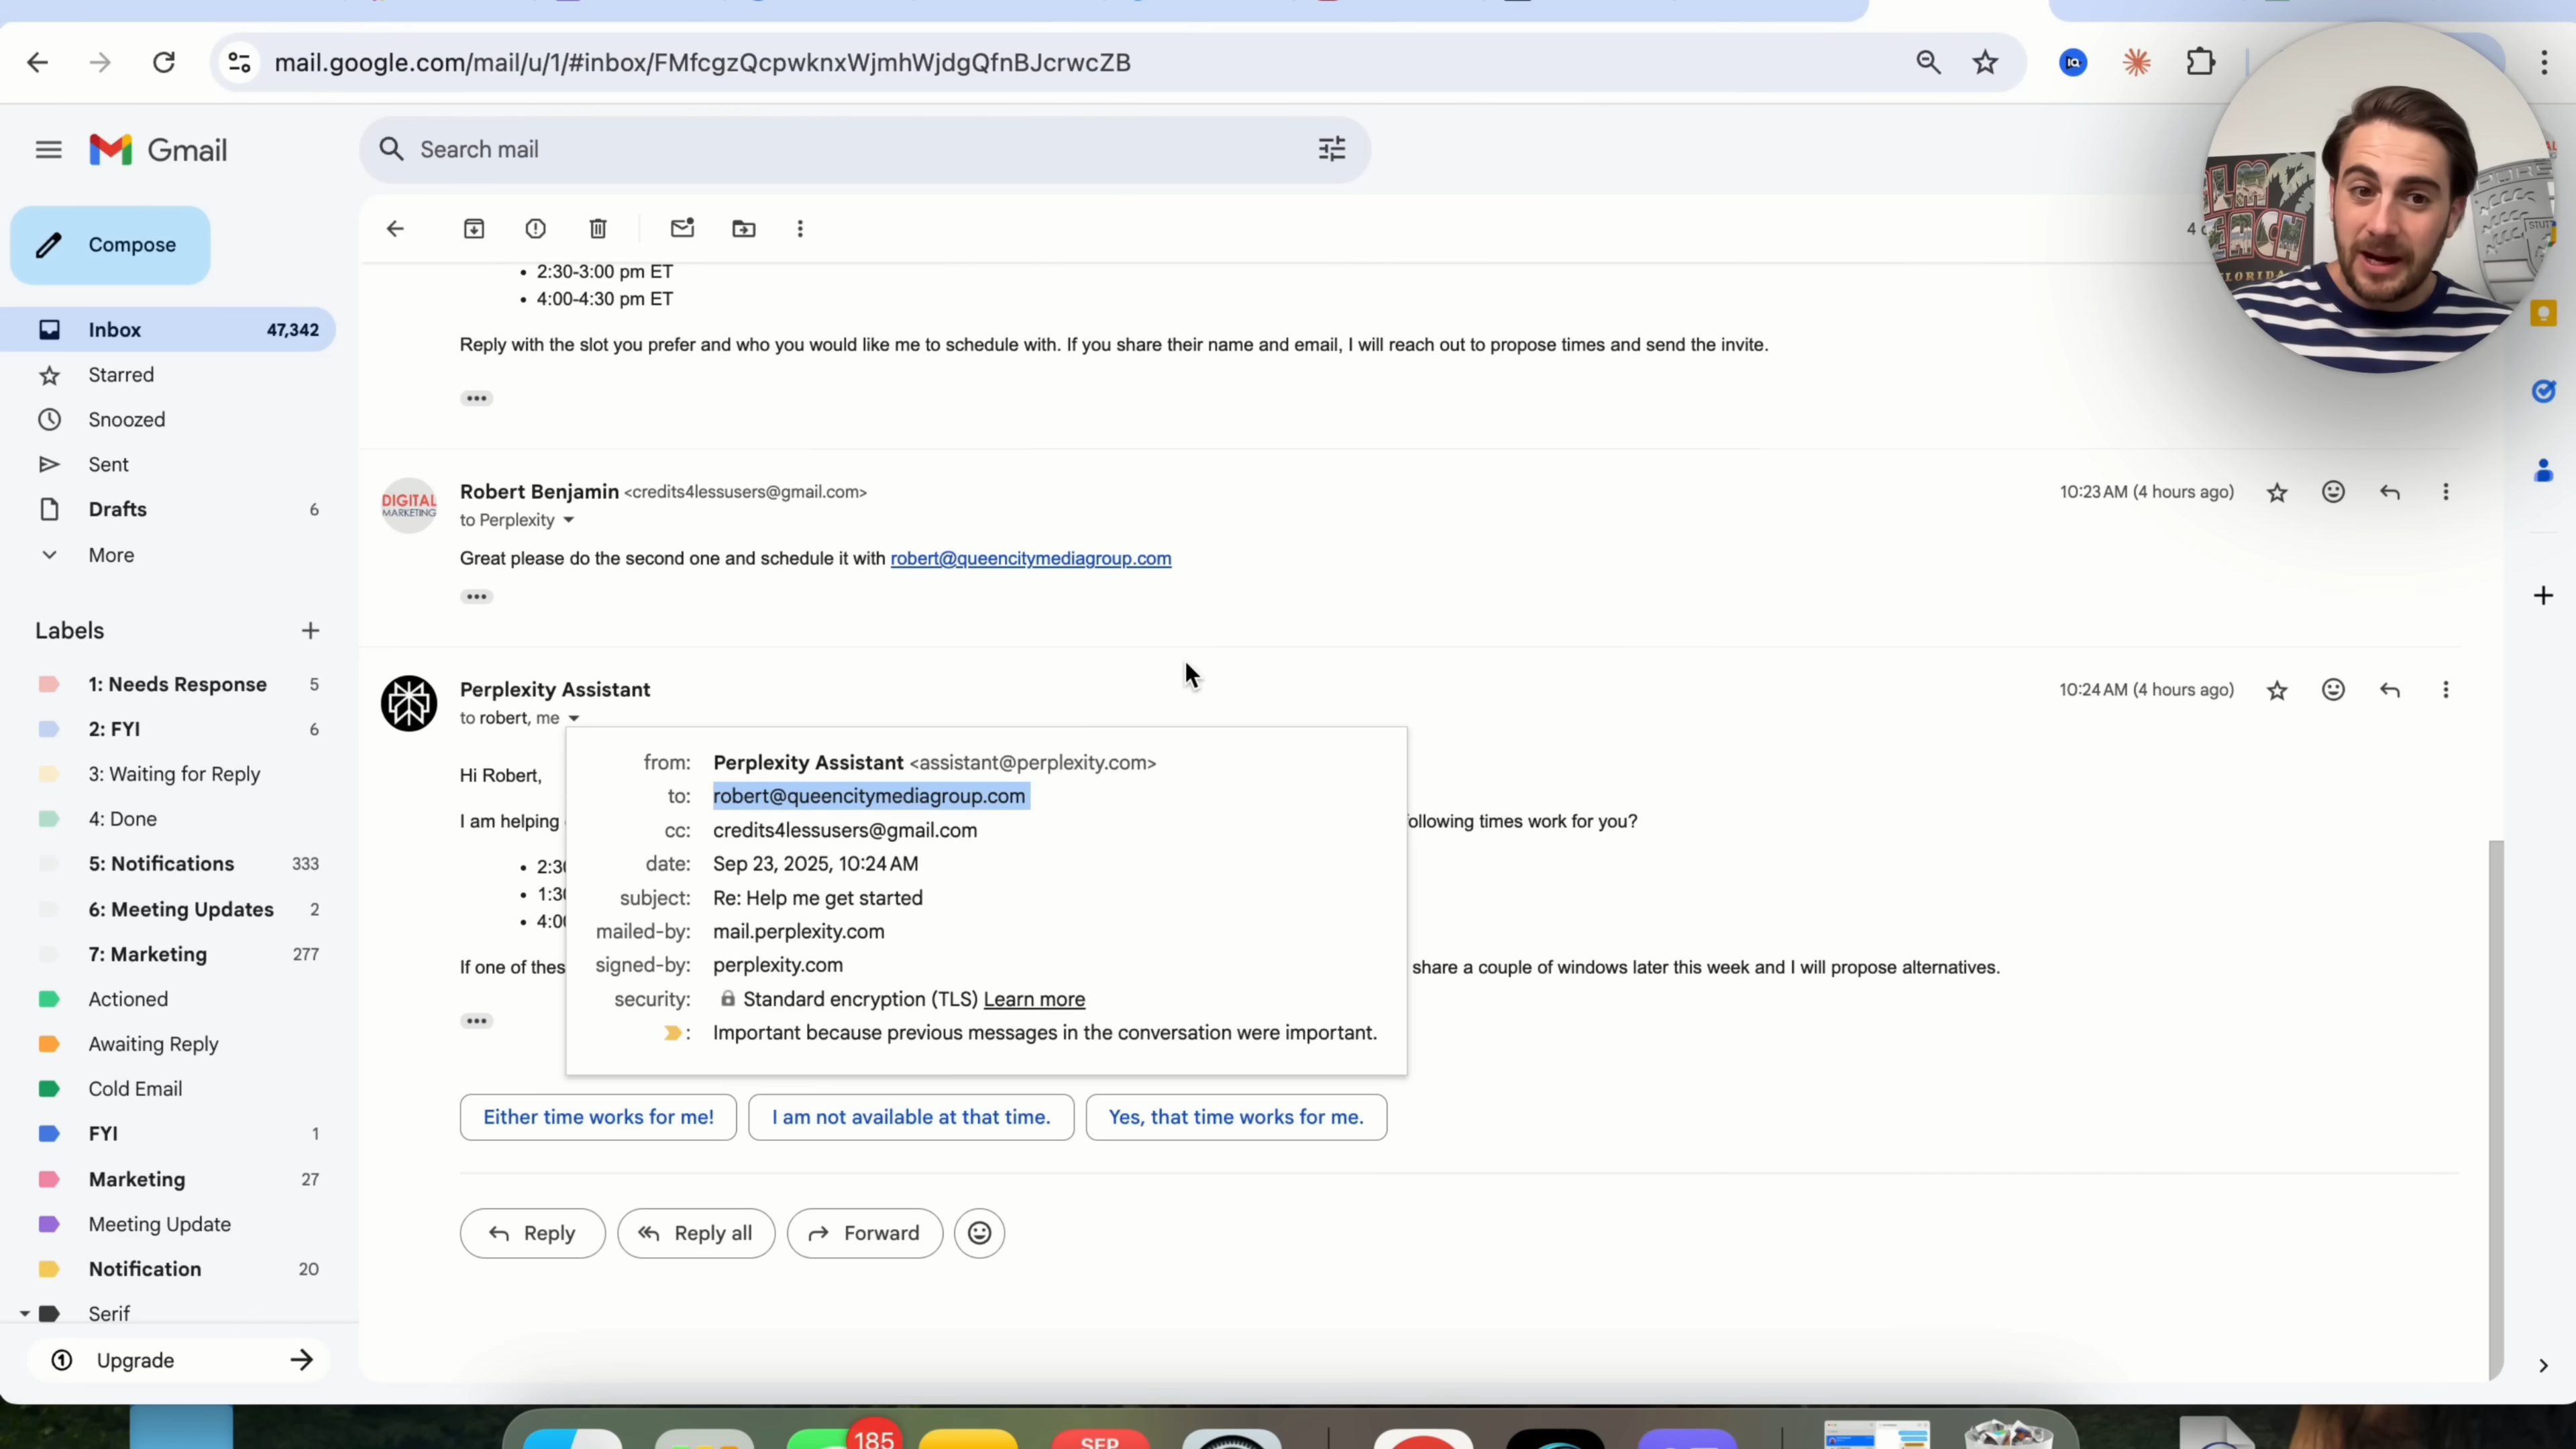 mail.google.com/mail/u/1/#inbox/FMfcgzQcpwknxWjmhWjdgQfnBJcrwcZB
Gmail
Search mail
Compose
Inbox 47,342
Starred
Snoozed
Sent
Drafts 6
More
Labels
1: Needs Response 5
2: FYI 6
3: Waiting for Reply
4: Done
5: Notifications 333
6: Meeting Updates 2
7: Marketing 277
Actioned
Awaiting Reply
Cold Email
FYI 1
Marketing 27
Meeting Update
Notification 20
Serif
Upgrade
• 2:30-3:00 pm ET
• 4:00-4:30 pm ET
Reply with the slot you prefer and who you would like me to schedule with. If you share their name and email, I will reach out to propose times and send the invite.
DIGITAL
MARKETING
Robert Benjamin <credits4lessusers@gmail.com>
10:23 AM (4 hours ago)
to Perplexity
Great please do the second one and schedule it with robert@queencitymediagroup.com
Perplexity Assistant
10:24 AM (4 hours ago)
to robert, me
Hi Robert,
I am helping
following times work for you?
• 2:30
• 1:30
• 4:00
If one of thes
share a couple of windows later this week and I will propose alternatives.
from: Perplexity Assistant <assistant@perplexity.com>
to: robert@queencitymediagroup.com
cc: credits4lessusers@gmail.com
date: Sep 23, 2025, 10:24 AM
subject: Re: Help me get started
mailed-by: mail.perplexity.com
signed-by: perplexity.com
security: Standard encryption (TLS) Learn more
: Important because previous messages in the conversation were important.
Either time works for me!
I am not available at that time.
Yes, that time works for me.
Reply
Reply all
Forward
185
SEP